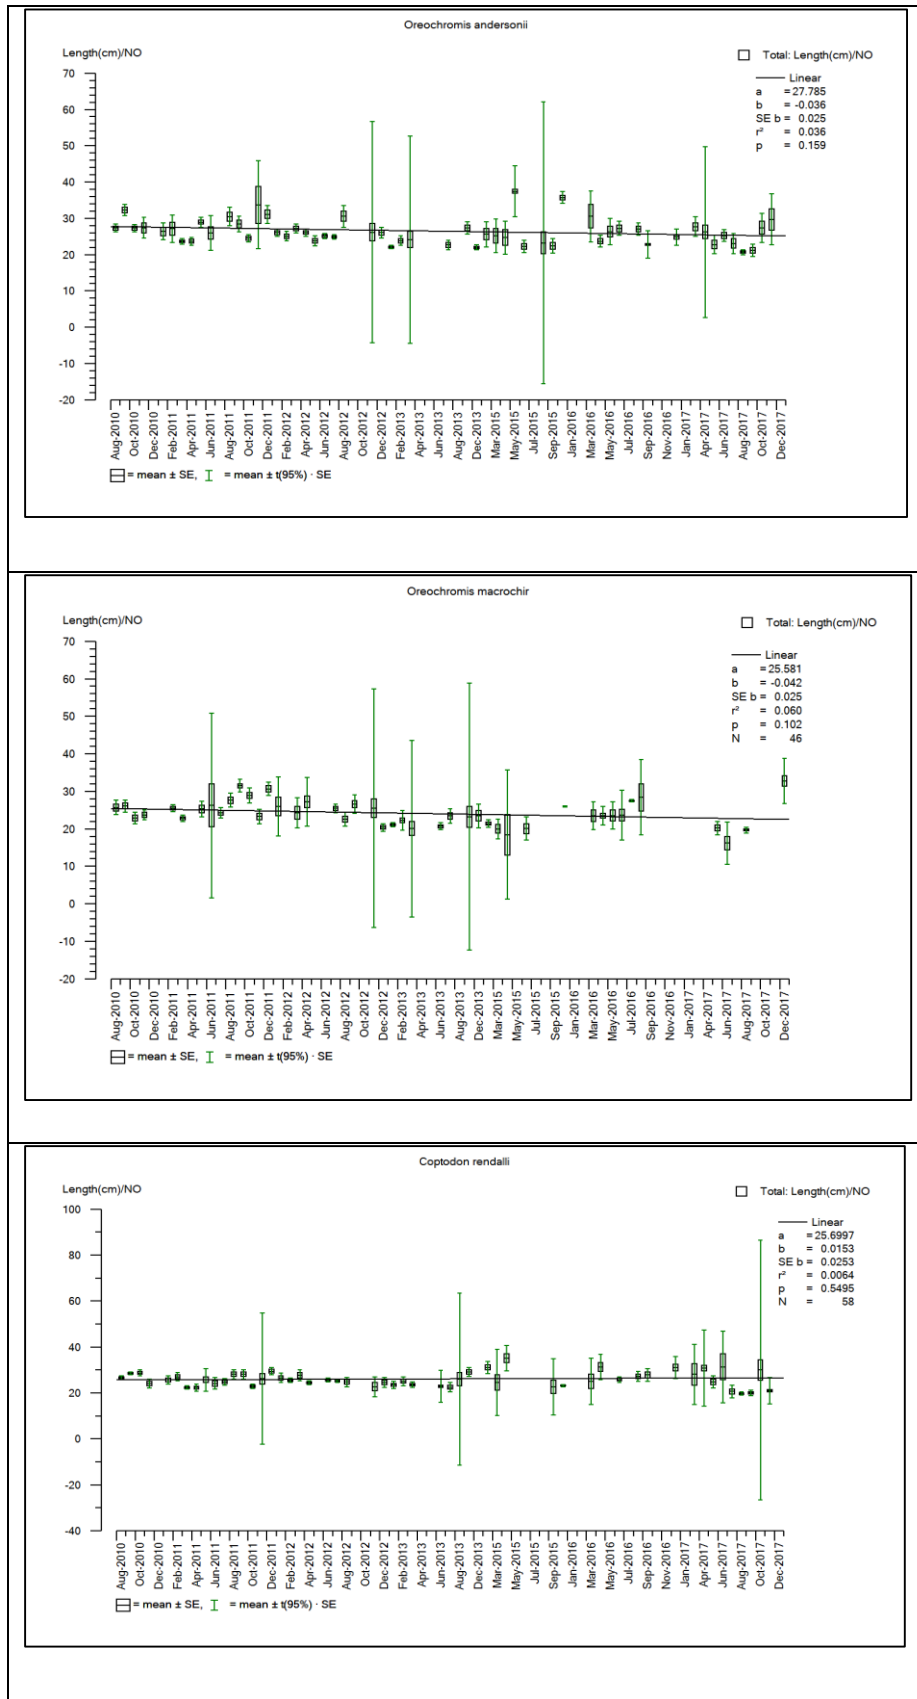 Oreochromis andersonii
Length(cm)/NO
Total: Length(cm)/NO
70
60
50
40
30
20
10
0
-10
-20
Linear
a = 27.785
b = -0.036
SE b = 0.025
r² = 0.036
p = 0.159
Aug-2010
Oct-2010
Dec-2010
Feb-2011
Apr-2011
Jun-2011
Aug-2011
Oct-2011
Dec-2011
Feb-2012
Apr-2012
Jun-2012
Aug-2012
Oct-2012
Dec-2012
Feb-2013
Apr-2013
Jun-2013
Aug-2013
Oct-2013
Dec-2013
Mar-2015
May-2015
Jul-2015
Sep-2015
Jan-2016
Mar-2016
May-2016
Jul-2016
Sep-2016
Nov-2016
Jan-2017
Apr-2017
Jun-2017
Aug-2017
Oct-2017
Dec-2017
= mean ± SE, = mean ± t(95%) · SE
Oreochromis macrochir
Length(cm)/NO
Total: Length(cm)/NO
70
60
50
40
30
20
10
0
-10
-20
Linear
a = 25.581
b = -0.042
SE b = 0.025
r² = 0.060
p = 0.102
N = 46
Aug-2010
Oct-2010
Dec-2010
Feb-2011
Apr-2011
Jun-2011
Aug-2011
Oct-2011
Dec-2011
Feb-2012
Apr-2012
Jun-2012
Aug-2012
Oct-2012
Dec-2012
Feb-2013
Apr-2013
Jun-2013
Aug-2013
Oct-2013
Dec-2013
Mar-2015
May-2015
Jul-2015
Sep-2015
Jan-2016
Mar-2016
May-2016
Jul-2016
Sep-2016
Nov-2016
Jan-2017
Apr-2017
Jun-2017
Aug-2017
Oct-2017
Dec-2017
= mean ± SE, = mean ± t(95%) · SE
Coptodon rendalli
Length(cm)/NO
Total: Length(cm)/NO
100
80
60
40
20
0
-20
-40
Linear
a = 25.6997
b = 0.0153
SE b = 0.0253
r² = 0.0064
p = 0.5495
N = 58
Aug-2010
Oct-2010
Dec-2010
Feb-2011
Apr-2011
Jun-2011
Aug-2011
Oct-2011
Dec-2011
Feb-2012
Apr-2012
Jun-2012
Aug-2012
Oct-2012
Dec-2012
Feb-2013
Apr-2013
Jun-2013
Aug-2013
Oct-2013
Dec-2013
Mar-2015
May-2015
Jul-2015
Sep-2015
Jan-2016
Mar-2016
May-2016
Jul-2016
Sep-2016
Nov-2016
Jan-2017
Apr-2017
Jun-2017
Aug-2017
Oct-2017
Dec-2017
= mean ± SE, = mean ± t(95%) · SE